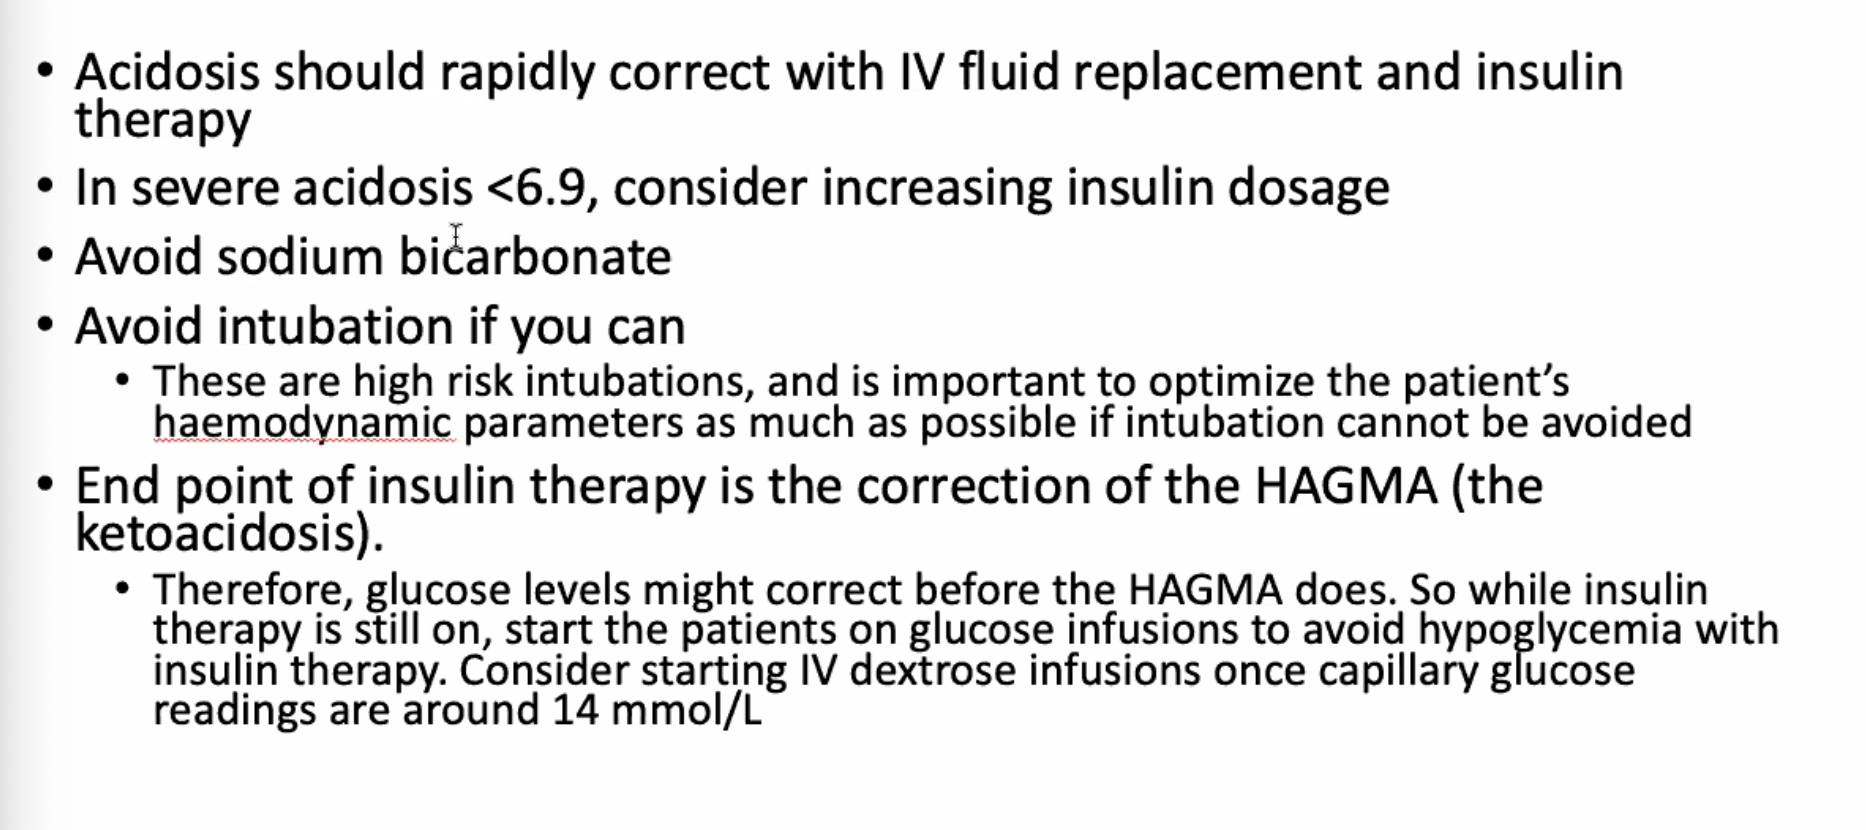 • Acidosis should rapidly correct with IV fluid replacement and insulin
therapy
• In severe acidosis <6.9, consider increasing insulin dosage
• Avoid sodium bicarbonate
• Avoid intubation if you can
• These are high risk intubations, and is important to optimize the patient’s
haemodynamic parameters as much as possible if intubation cannot be avoided
• End point of insulin therapy is the correction of the HAGMA (the
ketoacidosis).
• Therefore, glucose levels might correct before the HAGMA does. So while insulin
therapy is still on, start the patients on glucose infusions to avoid hypoglycemia with
insulin therapy. Consider starting IV dextrose infusions once capillary glucose
readings are around 14 mmol/L